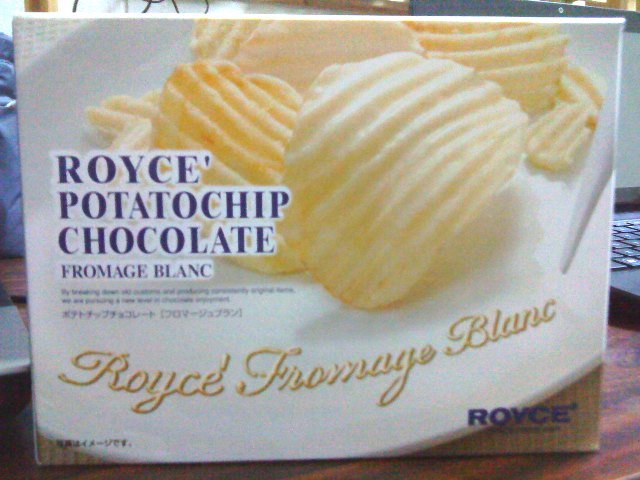 ROYCE'
POTATOCHIP
CHOCOLATE
FROMAGE BLANC
By breaking down old customs and producing consistently original items,
we are pursuing a new level in chocolate enjoyment.
ポテトチップチョコレート［フロマージュブラン］
Royce' Fromage Blanc
ROYCE'
写真はイメージです。